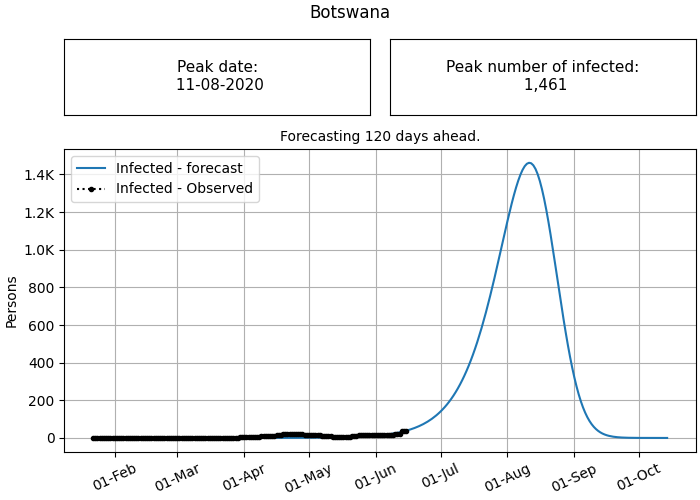 Botswana
Peak date:
11-08-2020
Peak number of infected:
1,461
Forecasting 120 days ahead.
Infected - forecast
Infected - Observed
1.4K
1.2K
1.0K
800
600
400
200
0
Persons
01-Feb
01-Mar
01-Apr
01-May
01-Jun
01-Jul
01-Aug
01-Sep
01-Oct